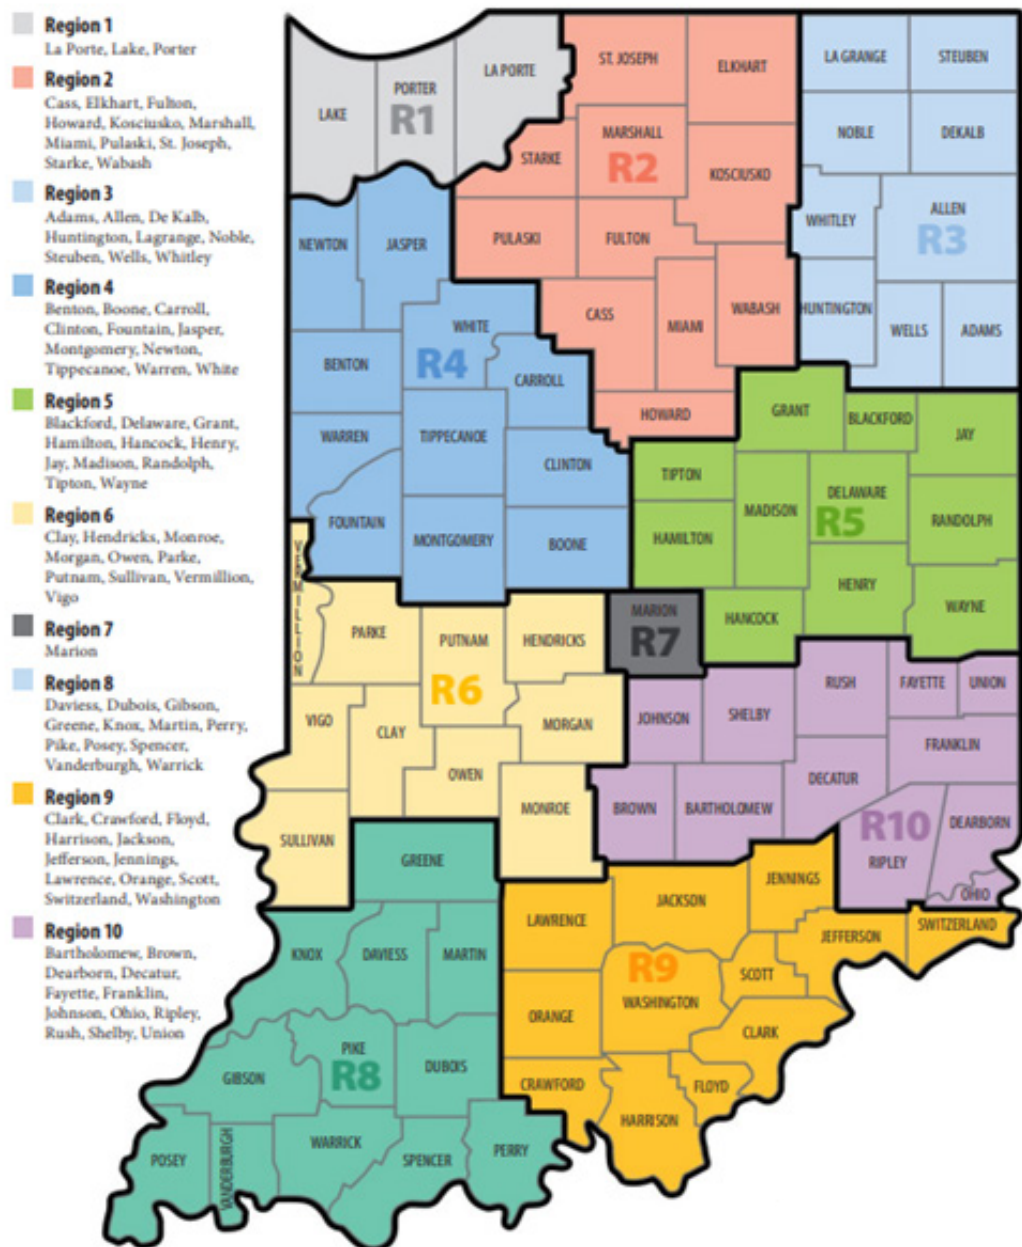 Region 1
La Porte, Lake, Porter
Region 2
Cass, Elkhart, Fulton,
Howard, Kosciusko, Marshall,
Miami, Pulaski, St. Joseph,
Starke, Wabash
Region 3
Adams, Allen, De Kalb,
Huntington, Lagrange, Noble,
Steuben, Wells, Whitley
Region 4
Benton, Boone, Carroll,
Clinton, Fountain, Jasper,
Montgomery, Newton,
Tippecanoe, Warren, White
Region 5
Blackford, Delaware, Grant,
Hamilton, Hancock, Henry,
Jay, Madison, Randolph,
Tipton, Wayne
Region 6
Clay, Hendricks, Monroe,
Morgan, Owen, Parke,
Putnam, Sullivan, Vermillion,
Vigo
Region 7
Marion
Region 8
Daviess, Dubois, Gibson,
Greene, Knox, Martin, Perry,
Pike, Posey, Spencer,
Vanderburgh, Warrick
Region 9
Clark, Crawford, Floyd,
Harrison, Jackson,
Jefferson, Jennings,
Lawrence, Orange, Scott,
Switzerland, Washington
Region 10
Bartholomew, Brown,
Dearborn, Decatur,
Fayette, Franklin,
Johnson, Ohio, Ripley,
Rush, Shelby, Union
LAKE
PORTER
LA PORTE
R1
ST. JOSEPH
ELKHART
MARSHALL
STARKE
R2
KOSCIUSKO
PULASKI
FULTON
CASS
MIAMI
WABASH
HOWARD
LA GRANGE
STEUBEN
NOBLE
DEKALB
WHITLEY
ALLEN
R3
HUNTINGTON
WELLS
ADAMS
NEWTON
JASPER
WHITE
BENTON
R4
CARROLL
WARREN
TIPPECANOE
CLINTON
FOUNTAIN
MONTGOMERY
BOONE
GRANT
BLACKFORD
JAY
TIPTON
MADISON
DELAWARE
R5
RANDOLPH
HAMILTON
HENRY
HANCOCK
WAYNE
VERMILLION
PARKE
PUTNAM
HENDRICKS
R6
VIGO
CLAY
MORGAN
OWEN
MONROE
SULLIVAN
MARION
R7
RUSH
FAYETTE
UNION
JOHNSON
SHELBY
FRANKLIN
BROWN
BARTHOLOMEW
DECATUR
R10
DEARBORN
RIPLEY
OHIO
GREENE
KNOX
DAVIESS
MARTIN
PIKE
R8
DUBOIS
GIBSON
POSEY
VANDERBURGH
WARRICK
SPENCER
PERRY
JENNINGS
JACKSON
LAWRENCE
JEFFERSON
SWITZERLAND
R9
SCOTT
WASHINGTON
ORANGE
CLARK
CRAWFORD
FLOYD
HARRISON